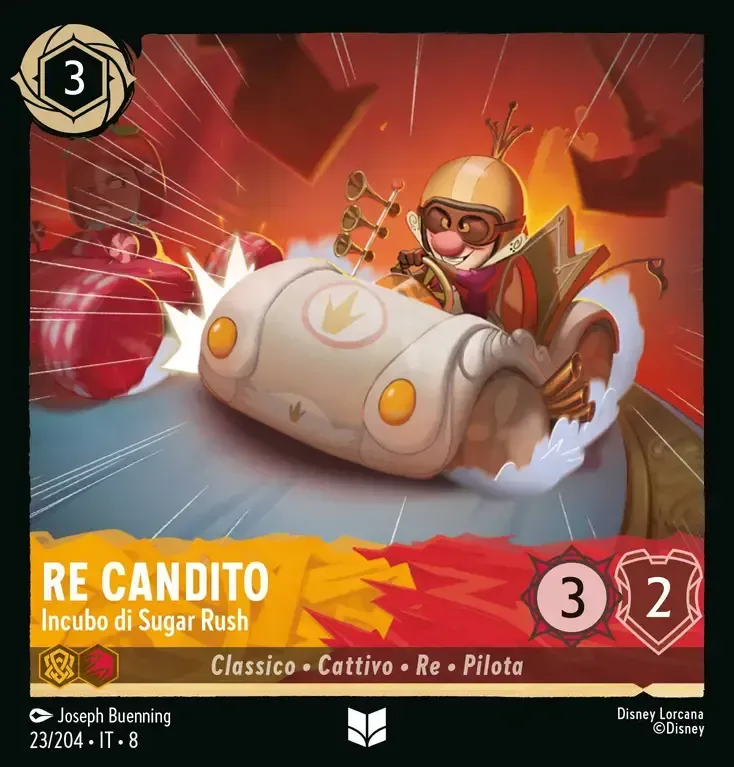 3
RE CANDITO
Incubo di Sugar Rush
3
2
Classico • Cattivo • Re • Pilota
Joseph Buenning
23/204 • IT • 8
Disney Lorcana
©Disney